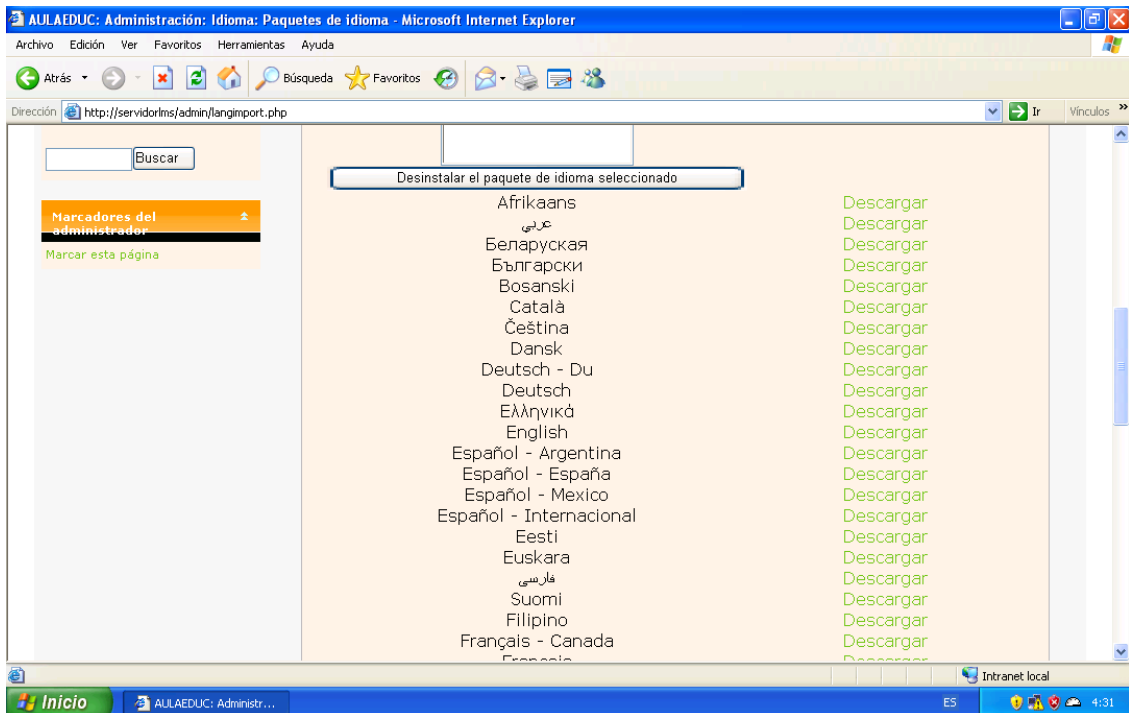 AULAEDUC: Administración: Idioma: Paquetes de idioma - Microsoft Internet Explorer
Archivo Edición Ver Favoritos Herramientas Ayuda
Atrás Búsqueda Favoritos
Dirección http://servidorlms/admin/langimport.php Ir Vínculos »
Buscar
Desinstalar el paquete de idioma seleccionado
Marcadores del
administrador
Marcar esta página
Afrikaans Descargar
عربي Descargar
Беларуская Descargar
Български Descargar
Bosanski Descargar
Català Descargar
Čeština Descargar
Dansk Descargar
Deutsch - Du Descargar
Deutsch Descargar
Ελληνικά Descargar
English Descargar
Español - Argentina Descargar
Español - España Descargar
Español - Mexico Descargar
Español - Internacional Descargar
Eesti Descargar
Euskara Descargar
فارسی Descargar
Suomi Descargar
Filipino Descargar
Français - Canada Descargar
Français Descargar
Intranet local
Inicio AULAEDUC: Administr... ES 4:31